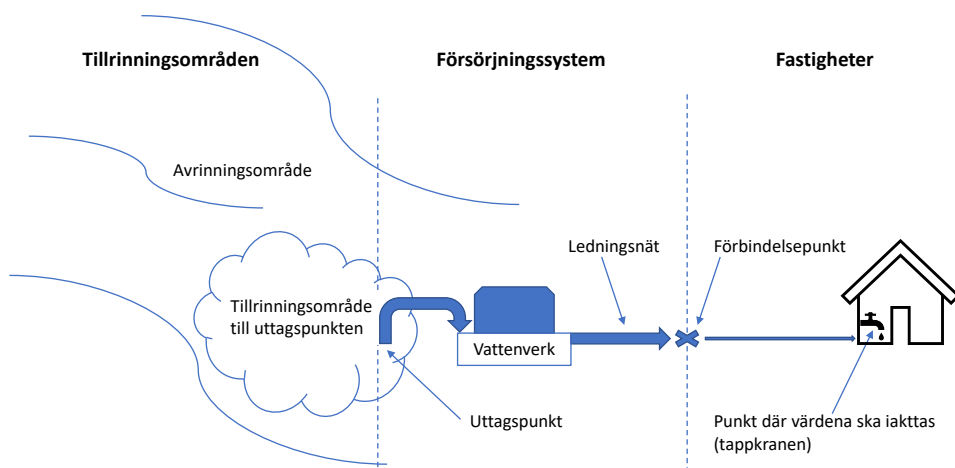 Tillrinningsområden
Försörjningssystem
Fastigheter
Avrinningsområde
Ledningsnät
Förbindelsepunkt
Tillrinningsområde
till uttagspunkten
Vattenverk
Uttagspunkt
Punkt där värdena ska iakttas
(tappkranen)